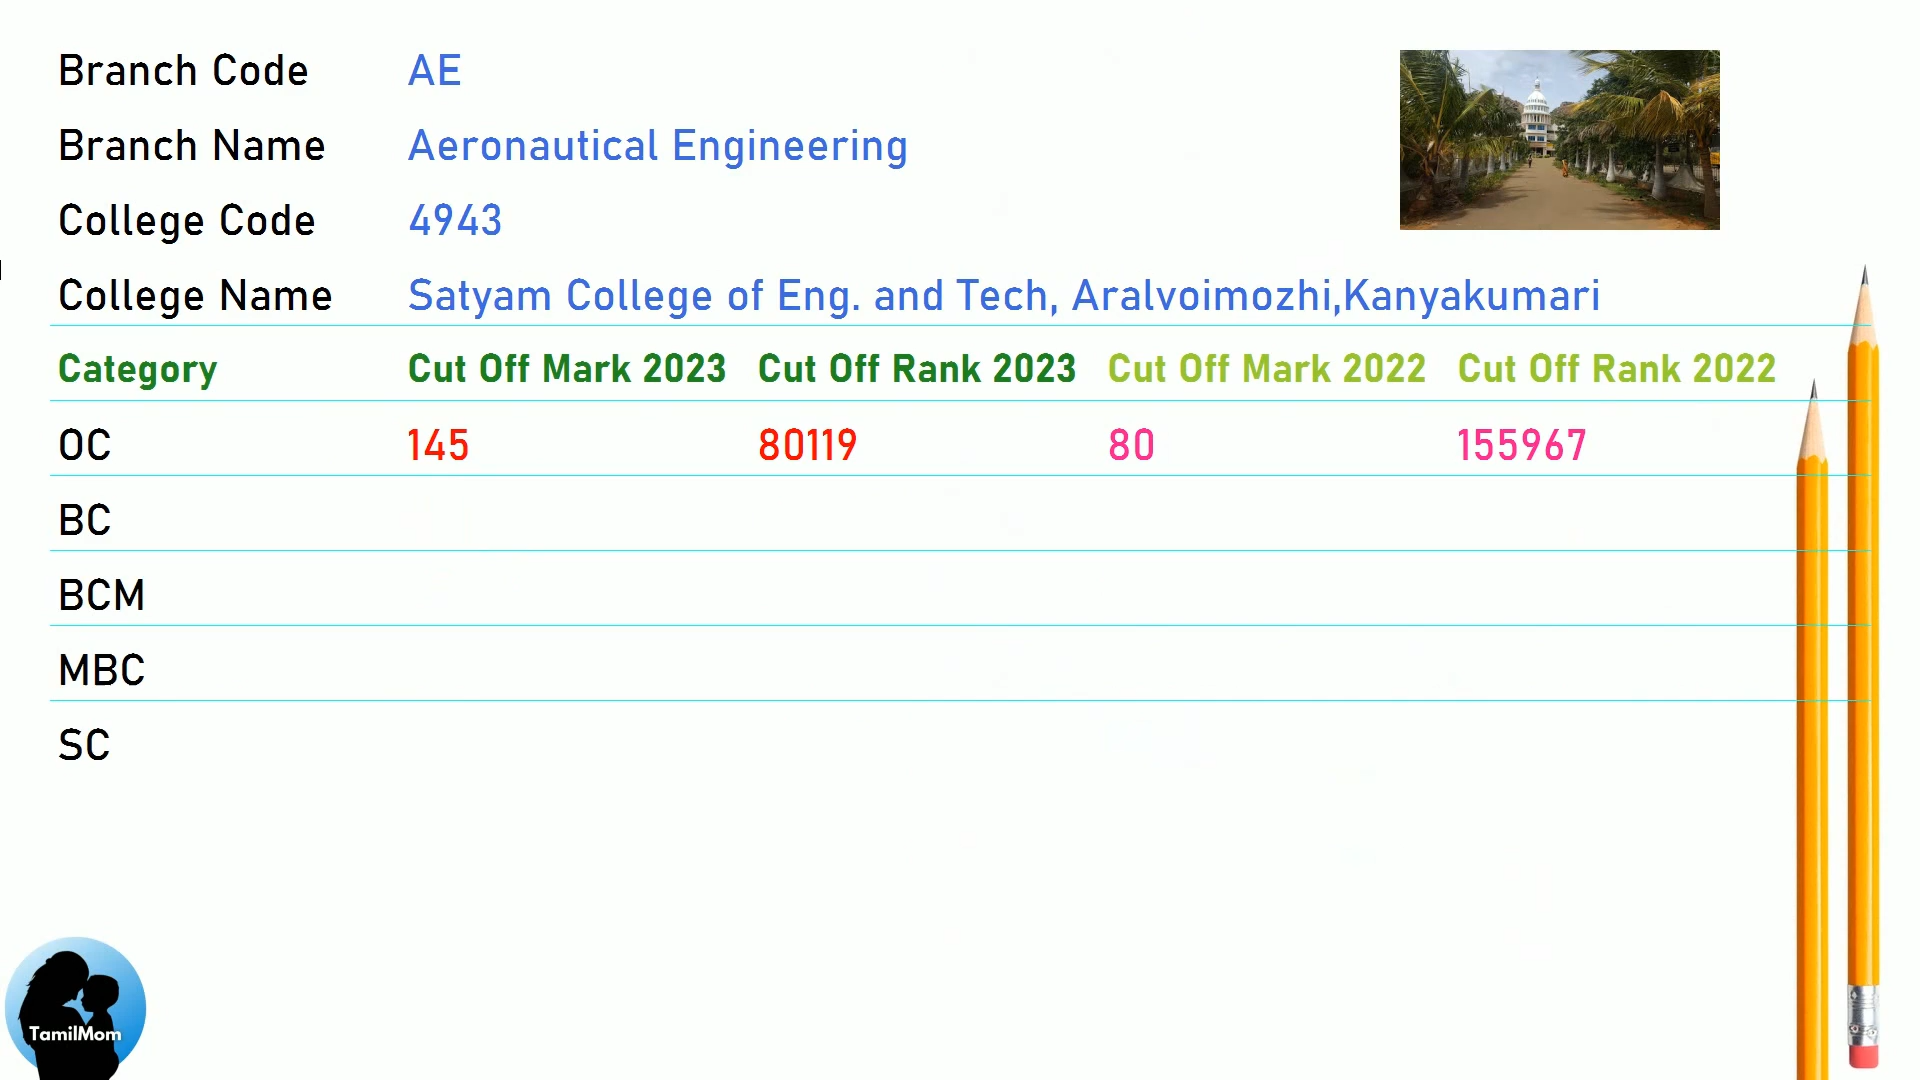 Branch Code AE
Branch Name Aeronautical Engineering
College Code 4943
College Name Satyam College of Eng. and Tech, Aralvoimozhi,Kanyakumari
Category Cut Off Mark 2023 Cut Off Rank 2023 Cut Off Mark 2022 Cut Off Rank 2022
OC 145 80119 80 155967
BC
BCM
MBC
SC
TamilMom